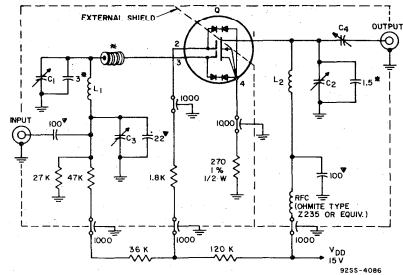 EXTERNAL SHIELD
Q
OUTPUT
C4
*
2
3
4
C1
3*
L1
L2
C2
1.5*
1000
1000
INPUT
100▼
C3
22▼
100▼
27 K
47K
1.8K
270
1 %
1/2 W
RFC
(OHMITE TYPE
Z235 OR EQUIV.)
1000
1000
1000
36 K
120 K
VDD
15V
92SS-4086